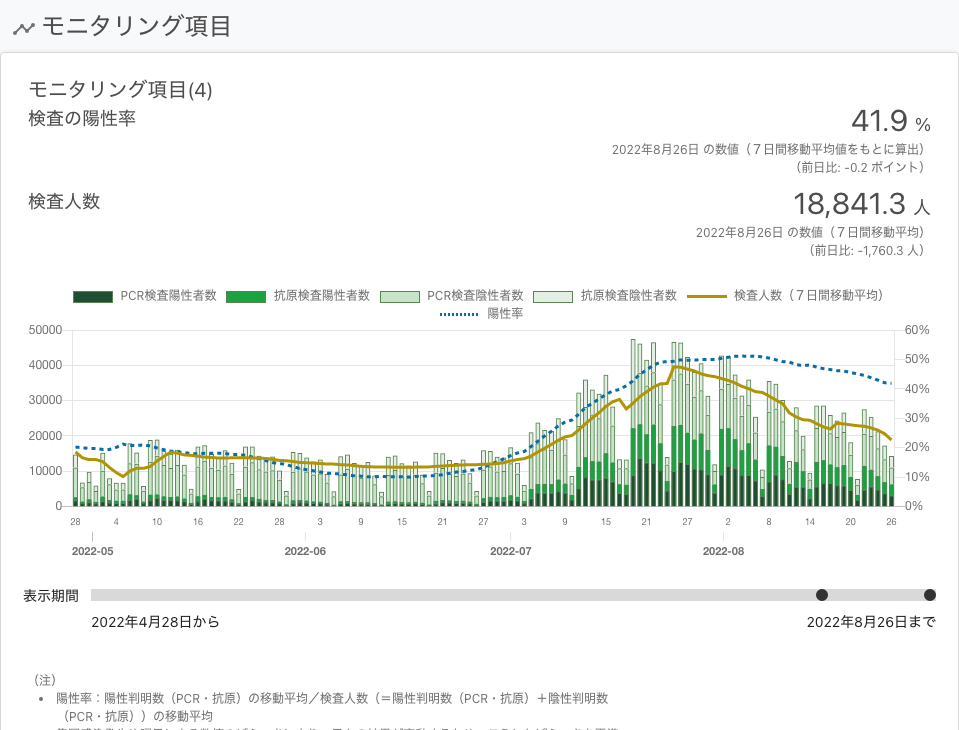 モニタリング項目
モニタリング項目(4)
検査の陽性率
41.9 %
2022年8月26日 の数値（７日間移動平均値をもとに算出）
（前日比: -0.2 ポイント）
検査人数
18,841.3 人
2022年8月26日 の数値（７日間移動平均）
（前日比: -1,760.3 人）
PCR検査陽性者数 抗原検査陽性者数 PCR検査陰性者数 抗原検査陰性者数 検査人数（７日間移動平均）
陽性率
50000 60%
50%
40000
40%
30000
30%
20000
20%
10000 10%
0 0%
28 4 10 16 22 28 3 9 15 21 27 3 9 15 21 27 2 8 14 20 26
2022-05 2022-06 2022-07 2022-08
表示期間
2022年4月28日から 2022年8月26日まで
（注）
• 陽性率：陽性判明数（PCR・抗原）の移動平均／検査人数（＝陽性判明数（PCR・抗原）＋陰性判明数
（PCR・抗原））の移動平均